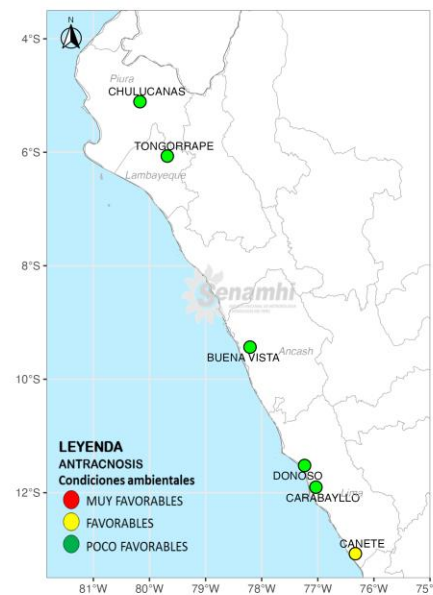 4°S
Piura
CHULUCANAS
6°S
TONGORRAPE
Lambayeque
8°S
Senamhi
BUENA VISTA
Ancash
10°S
LEYENDA
ANTRACNOSIS
Condiciones ambientales
MUY FAVORABLES
FAVORABLES
POCO FAVORABLES
DONOSO
CARABAYLLO
12°S
CANETE
81°W
80°W
79°W
78°W
77°W
76°W
75°